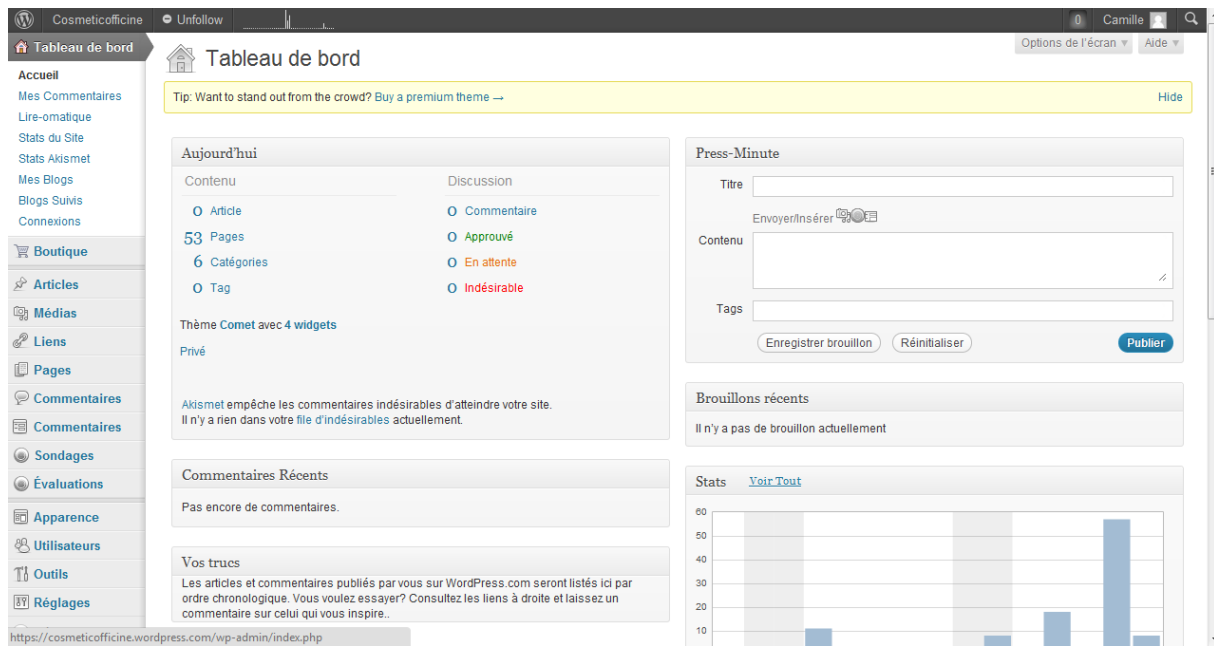 Cosmeticofficine Unfollow 0 Camille
Tableau de bord
Accueil
Mes Commentaires
Lire-omatique
Stats du Site
Stats Akismet
Mes Blogs
Blogs Suivis
Connexions
Boutique
Articles
Médias
Liens
Pages
Commentaires
Commentaires
Sondages
Évaluations
Apparence
Utilisateurs
Outils
Réglages
https://cosmeticofficine.wordpress.com/wp-admin/index.php
Options de l'écran Aide
Tableau de bord
Tip: Want to stand out from the crowd? Buy a premium theme → Hide
Aujourd'hui
Contenu Discussion
0 Article 0 Commentaire
53 Pages 0 Approuvé
6 Catégories 0 En attente
0 Tag 0 Indésirable
Thème Comet avec 4 widgets
Privé
Akismet empêche les commentaires indésirables d'atteindre votre site.
Il n'y a rien dans votre file d'indésirables actuellement.
Commentaires Récents
Pas encore de commentaires.
Vos trucs
Les articles et commentaires publiés par vous sur WordPress.com seront listés ici par
ordre chronologique. Vous voulez essayer? Consultez les liens à droite et laissez un
commentaire sur celui qui vous inspire..
Press-Minute
Titre
Envoyer/Insérer
Contenu
Tags
Enregistrer brouillon Réinitialiser Publier
Brouillons récents
Il n'y a pas de brouillon actuellement
Stats Voir Tout
60
50
40
30
20
10